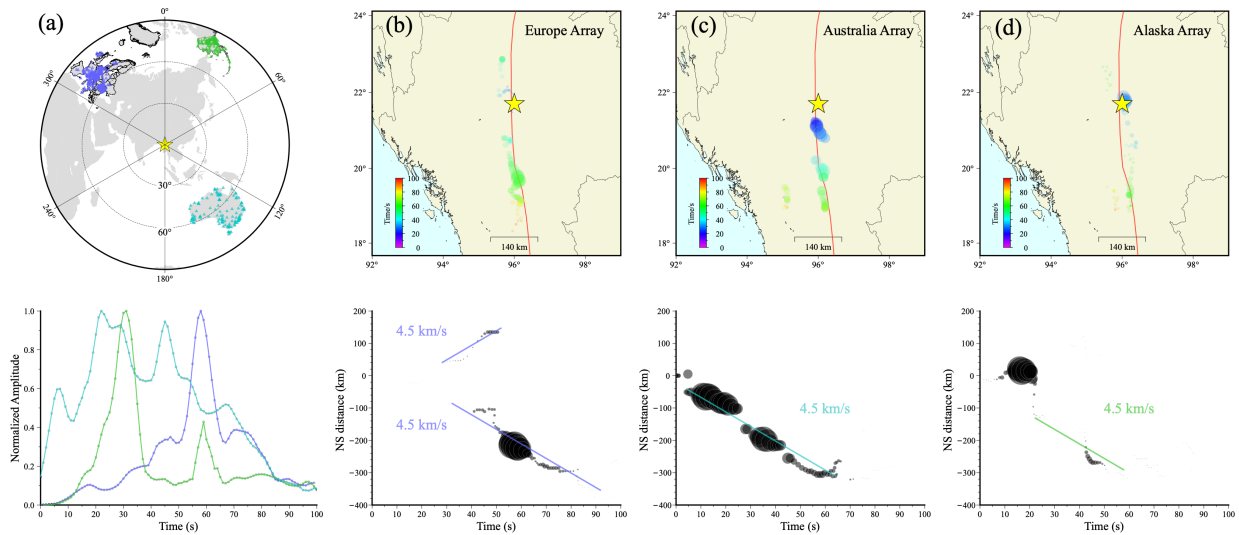 (a)
0°
60°
120°
180°
240°
300°
30°
60°
(b)
Europe Array
24°
22°
20°
18°
92°
94°
96°
98°
Time/s
100
80
60
40
20
0
140 km
(c)
Australia Array
24°
22°
20°
18°
92°
94°
96°
98°
Time/s
100
80
60
40
20
0
140 km
(d)
Alaska Array
24°
22°
20°
18°
92°
94°
96°
98°
Time/s
100
80
60
40
20
0
140 km
Normalized Amplitude
1.0
0.8
0.6
0.4
0.2
0.0
0 10 20 30 40 50 60 70 80 90 100
Time (s)
NS distance (km)
200
100
0
−100
−200
−300
−400
4.5 km/s
4.5 km/s
0 10 20 30 40 50 60 70 80 90 100
Time (s)
NS distance (km)
200
100
0
−100
−200
−300
−400
4.5 km/s
0 10 20 30 40 50 60 70 80 90 100
Time (s)
NS distance (km)
200
100
0
−100
−200
−300
−400
4.5 km/s
0 10 20 30 40 50 60 70 80 90 100
Time (s)